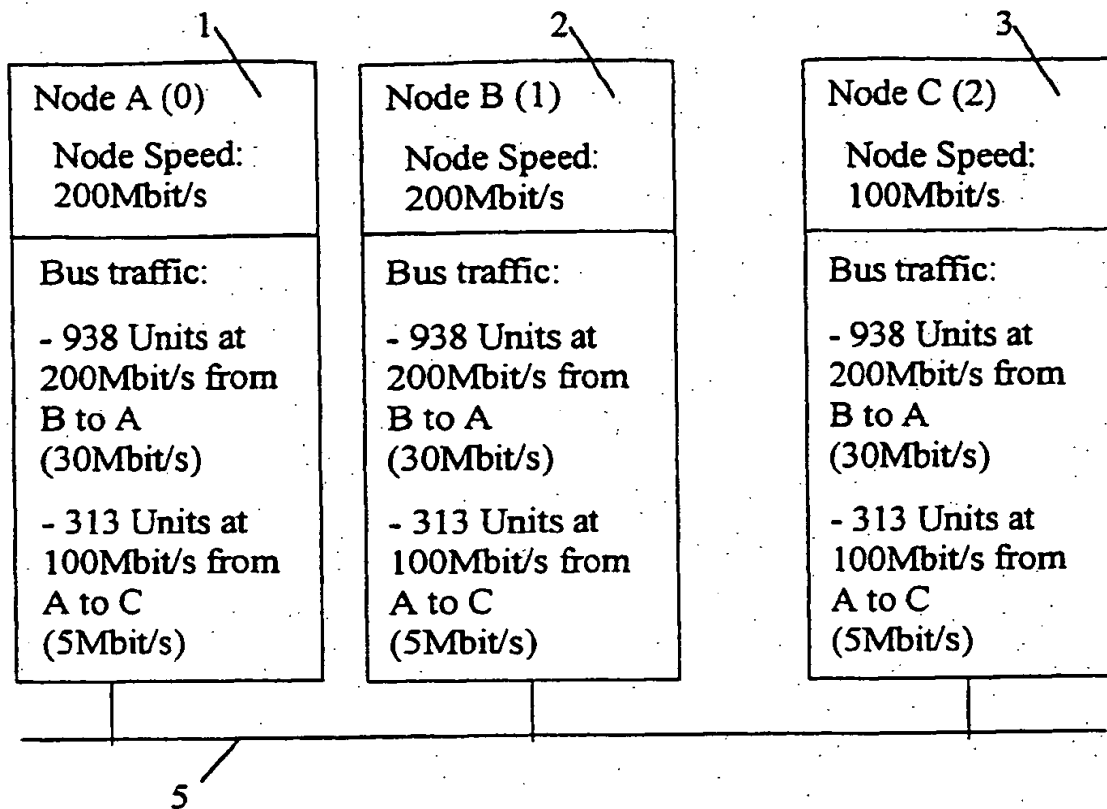 1
2
3
Node A (0)
Node Speed:
200Mbit/s
Bus traffic:
- 938 Units at
200Mbit/s from
B to A
(30Mbit/s)
- 313 Units at
100Mbit/s from
A to C
(5Mbit/s)
Node B (1)
Node Speed:
200Mbit/s
Bus traffic:
- 938 Units at
200Mbit/s from
B to A
(30Mbit/s)
- 313 Units at
100Mbit/s from
A to C
(5Mbit/s)
Node C (2)
Node Speed:
100Mbit/s
Bus traffic:
- 938 Units at
200Mbit/s from
B to A
(30Mbit/s)
- 313 Units at
100Mbit/s from
A to C
(5Mbit/s)
5